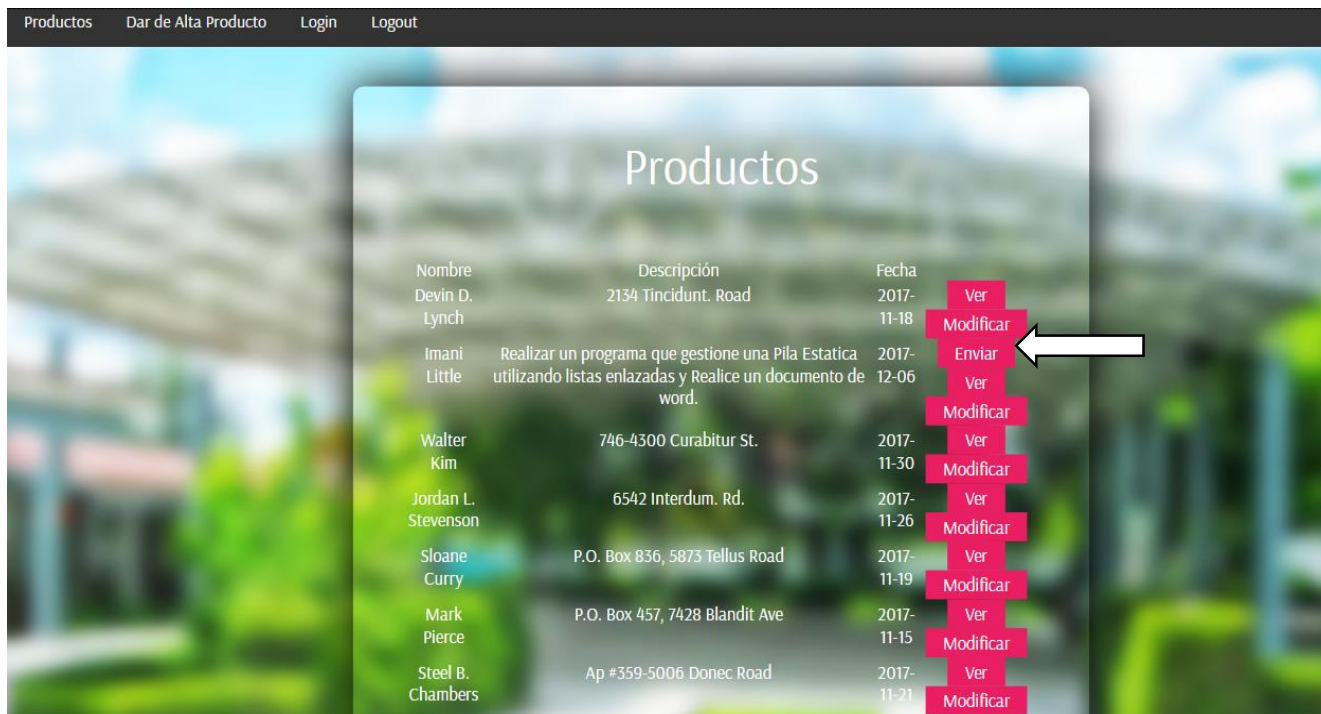 Productos Dar de Alta Producto Login Logout
Productos
Nombre Descripción Fecha
Devin D. 2134 Tincidunt. Road 2017- Ver
Lynch 11-18 Modificar
Imani Realizar un programa que gestione una Pila Estatica 2017- Enviar
Little utilizando listas enlazadas y Realice un documento de 12-06 Ver
word.
Modificar
Walter 746-4300 Curabitur St. 2017- Ver
Kim 11-30 Modificar
Jordan L. 6542 Interdum. Rd. 2017- Ver
Stevenson 11-26 Modificar
Sloane P.O. Box 836, 5873 Tellus Road 2017- Ver
Curry 11-19 Modificar
Mark P.O. Box 457, 7428 Blandit Ave 2017- Ver
Pierce 11-15 Modificar
Steel B. Ap #359-5006 Donec Road 2017- Ver
Chambers 11-21 Modificar